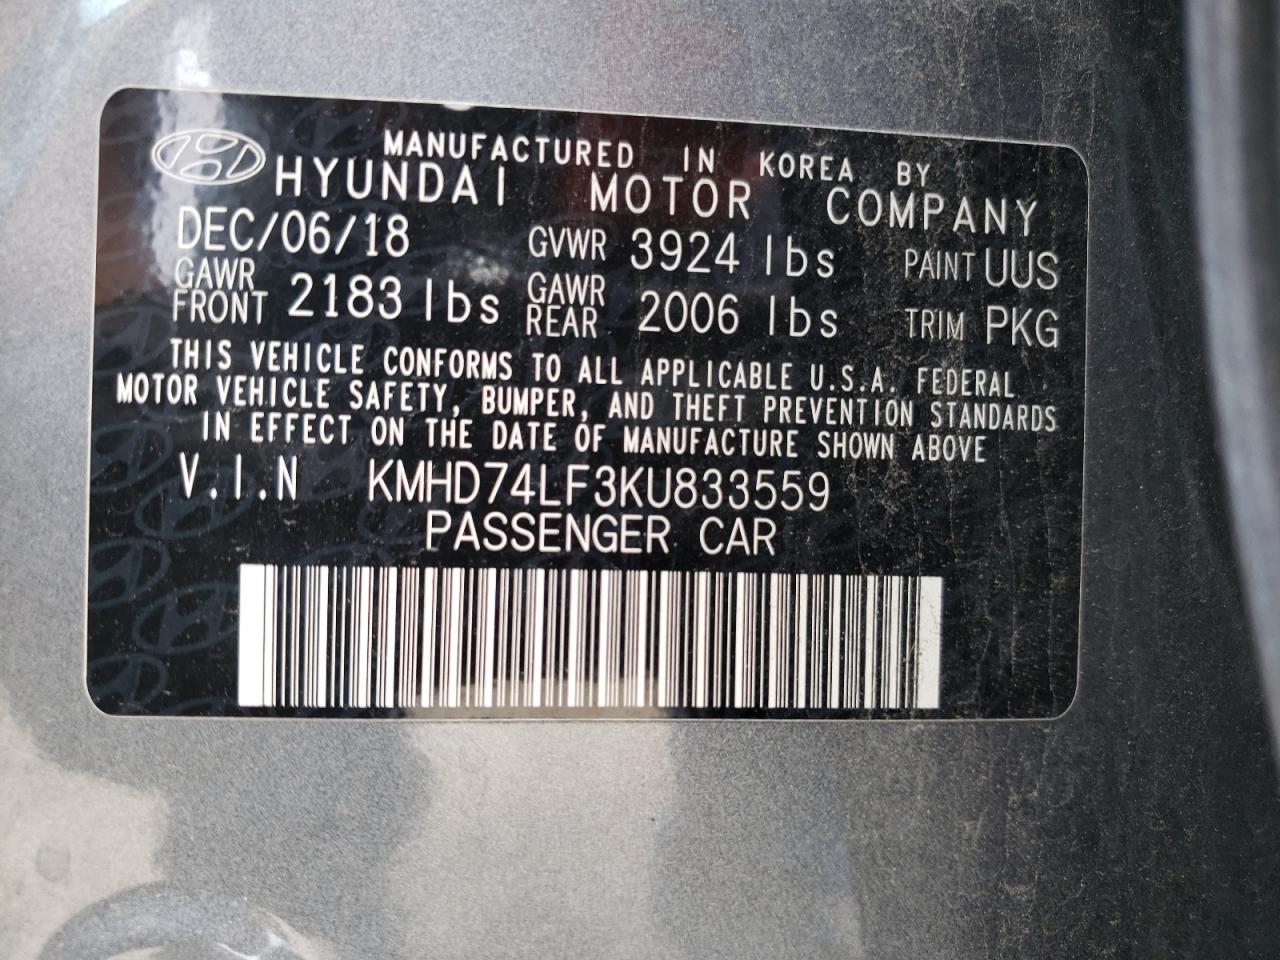 MANUFACTURED IN KOREA BY
HYUNDAI MOTOR COMPANY
DEC/06/18 GVWR 3924 lbs PAINT UUS
GAWR FRONT 2183 lbs GAWR REAR 2006 lbs TRIM PKG
THIS VEHICLE CONFORMS TO ALL APPLICABLE U.S.A. FEDERAL
MOTOR VEHICLE SAFETY, BUMPER, AND THEFT PREVENTION STANDARDS
IN EFFECT ON THE DATE OF MANUFACTURE SHOWN ABOVE
V.I.N KMHD74LF3KU833559
PASSENGER CAR